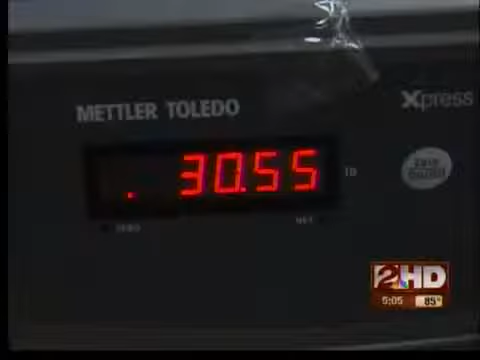 METTLER TOLEDO
Xpress
. 30.55
lb
ZERO
NET
2HD
5:05 85°